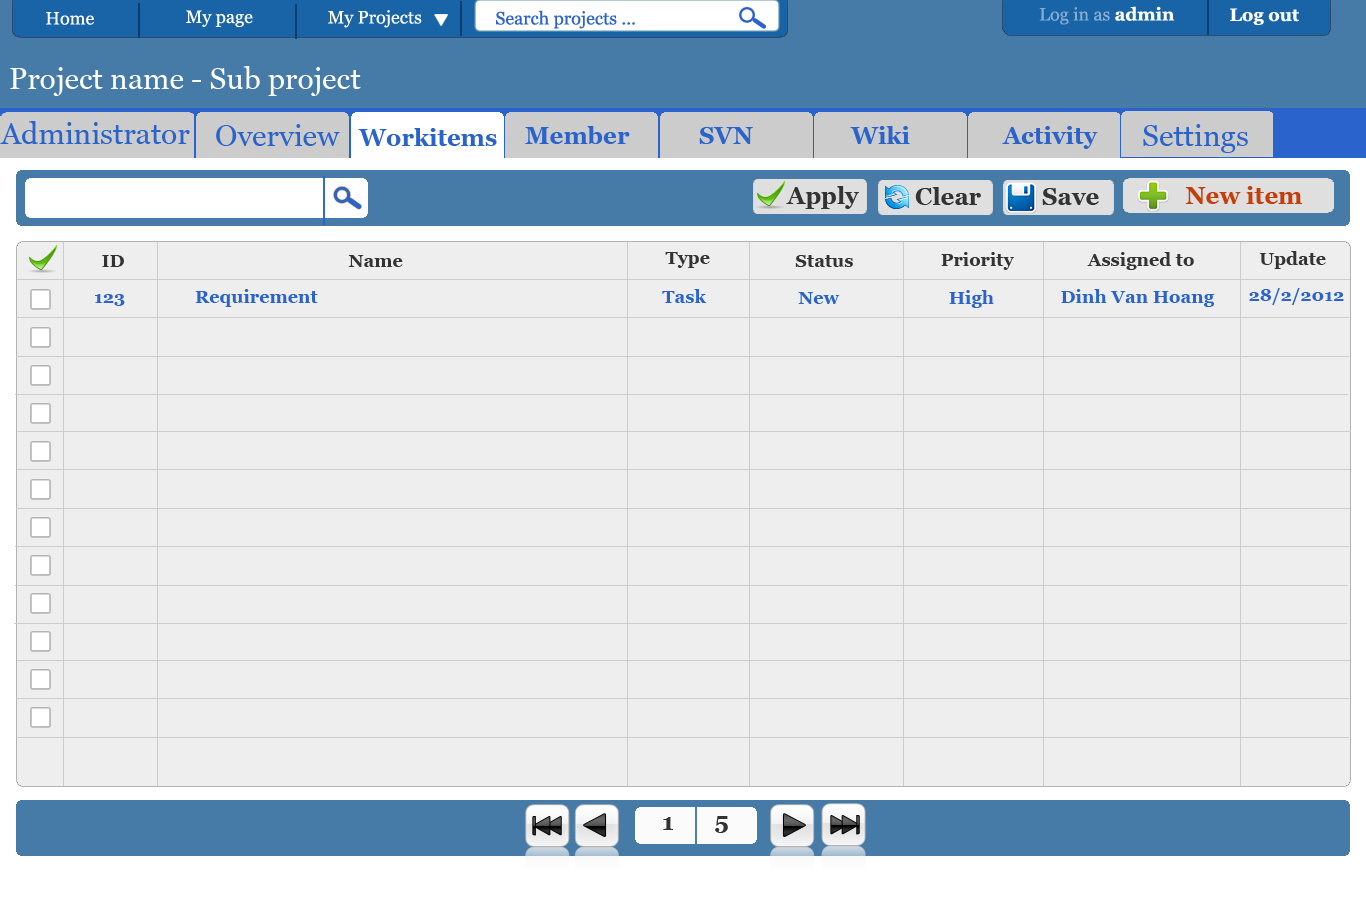 Home My page My Projects Search projects ... Log in as admin Log out
Project name - Sub project
Administrator Overview Workitems Member SVN Wiki Activity Settings
Apply Clear Save New item
ID Name Type Status Priority Assigned to Update
123 Requirement Task New High Dinh Van Hoang 28/2/2012
1 5